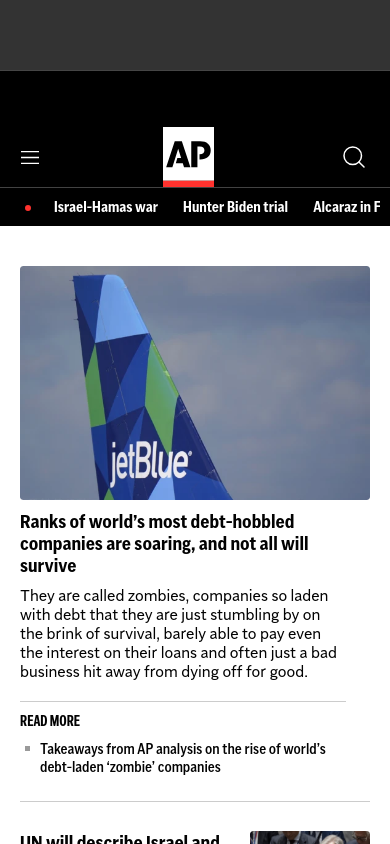 AP
Israel-Hamas war Hunter Biden trial Alcaraz in F
jetBlue
Ranks of world's most debt-hobbled
companies are soaring, and not all will
survive
They are called zombies, companies so laden
with debt that they are just stumbling by on
the brink of survival, barely able to pay even
the interest on their loans and often just a bad
business hit away from dying off for good.
READ MORE
Takeaways from AP analysis on the rise of world's
debt-laden ‘zombie’ companies
UN will describe Israel and